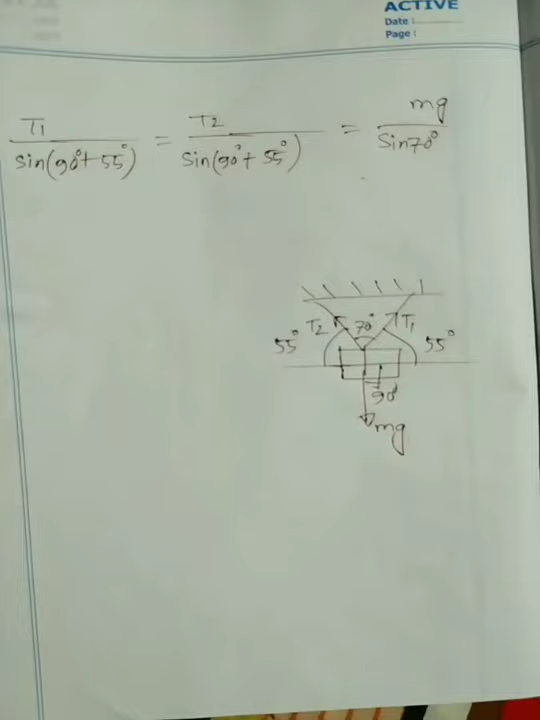 ACTIVE
Date :
Page :
T1/sin(90°+55°) = T2/sin(90°+55°) = mg/sin70°
T2 70° T1
55° 55°
90°
mg